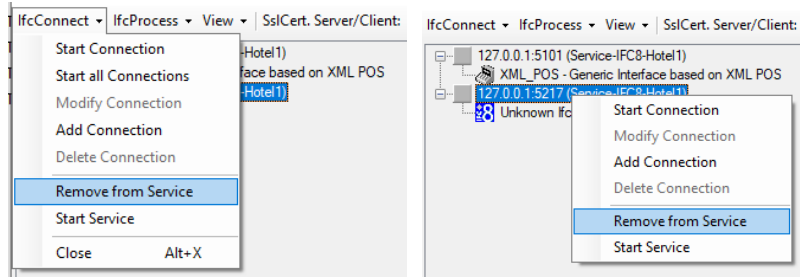 IfcConnect IfcProcess View SslCert. Server/Client:
Start Connection
Start all Connections
Modify Connection
Add Connection
Delete Connection
Remove from Service
Start Service
Close Alt+X
-Hotel1)
face based on XML POS
-Hotel1)
IfcConnect IfcProcess View SslCert. Server/Client:
127.0.0.1:5101 (Service-IFC8-Hotel1)
XML_POS - Generic Interface based on XML POS
127.0.0.1:5217 (Service-IFC8-Hotel1)
8 Unknown Ifc
Start Connection
Modify Connection
Add Connection
Delete Connection
Remove from Service
Start Service